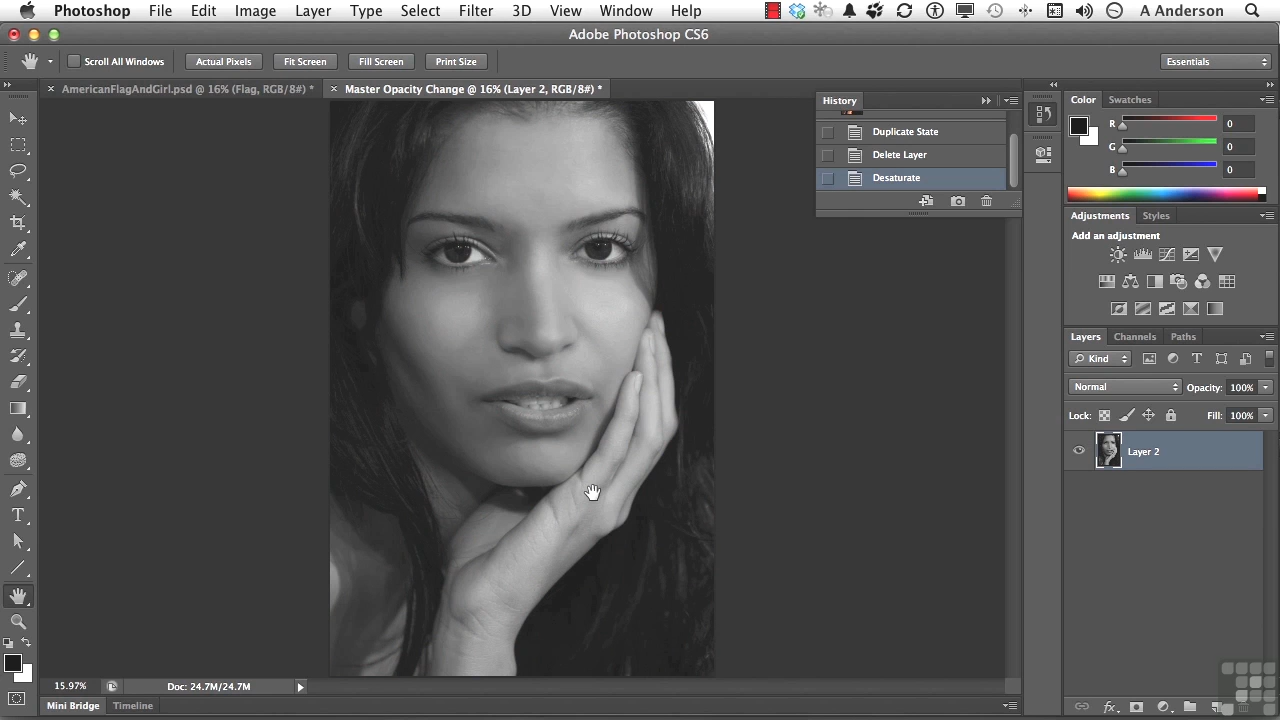 Photoshop File Edit Image Layer Type Select Filter 3D View Window Help A Anderson
Adobe Photoshop CS6
Scroll All Windows Actual Pixels Fit Screen Fill Screen Print Size Essentials
AmericanFlagAndGirl.psd @ 16% (Flag, RGB/8#) * Master Opacity Change @ 16% (Layer 2, RGB/8#) *
History
Duplicate State
Delete Layer
Desaturate
Color Swatches
R 0
G 0
B 0
Adjustments Styles
Add an adjustment
Layers Channels Paths
Kind
Normal Opacity: 100%
Lock: Fill: 100%
Layer 2
15.97% Doc: 24.7M/24.7M
Mini Bridge Timeline